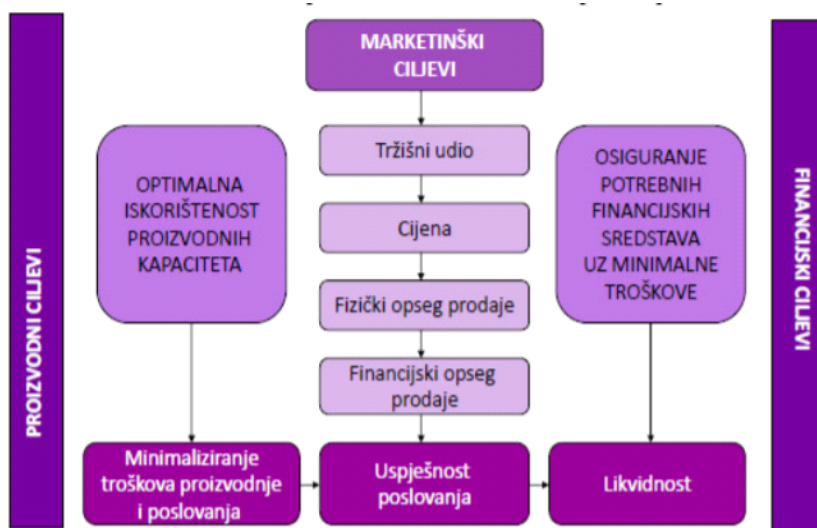 MARKETINŠKI
CILJEVI
PROIZVODNI CILJEVI
OPTIMALNA
ISKORIŠTENOST
PROIZVODNIH
KAPACITETA
Tržišni udio
Cijena
Fizički opseg prodaje
Financijski opseg
prodaje
OSIGURANJE
POTREBNIH
FINANCIJSKIH
SREDSTAVA
UZ MINIMALNE
TROŠKOVE
FINANCIJSKI CILJEVI
Minimaliziranje
troškova proizvodnje
i poslovanja
Uspješnost
poslovanja
Likvidnost